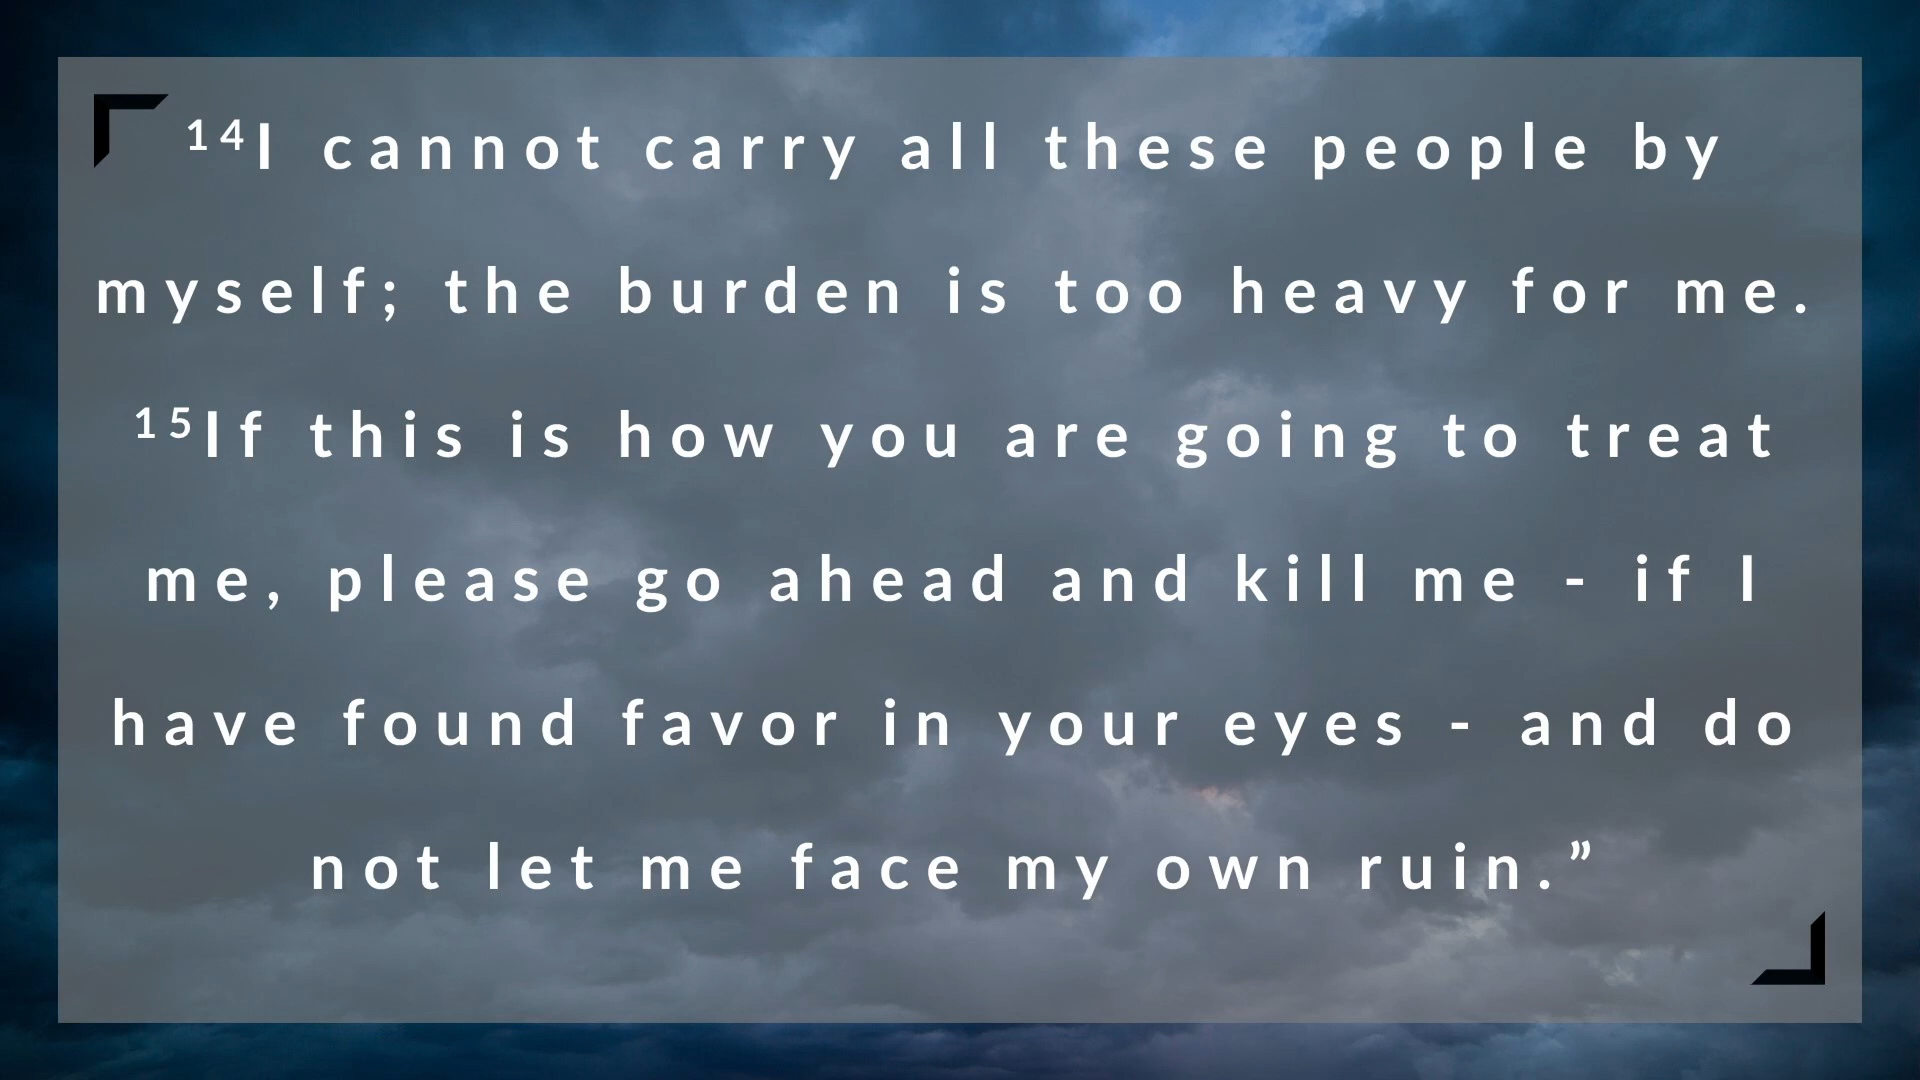 ¹⁴I cannot carry all these people by
myself; the burden is too heavy for me.
¹⁵If this is how you are going to treat
me, please go ahead and kill me - if I
have found favor in your eyes - and do
not let me face my own ruin.”